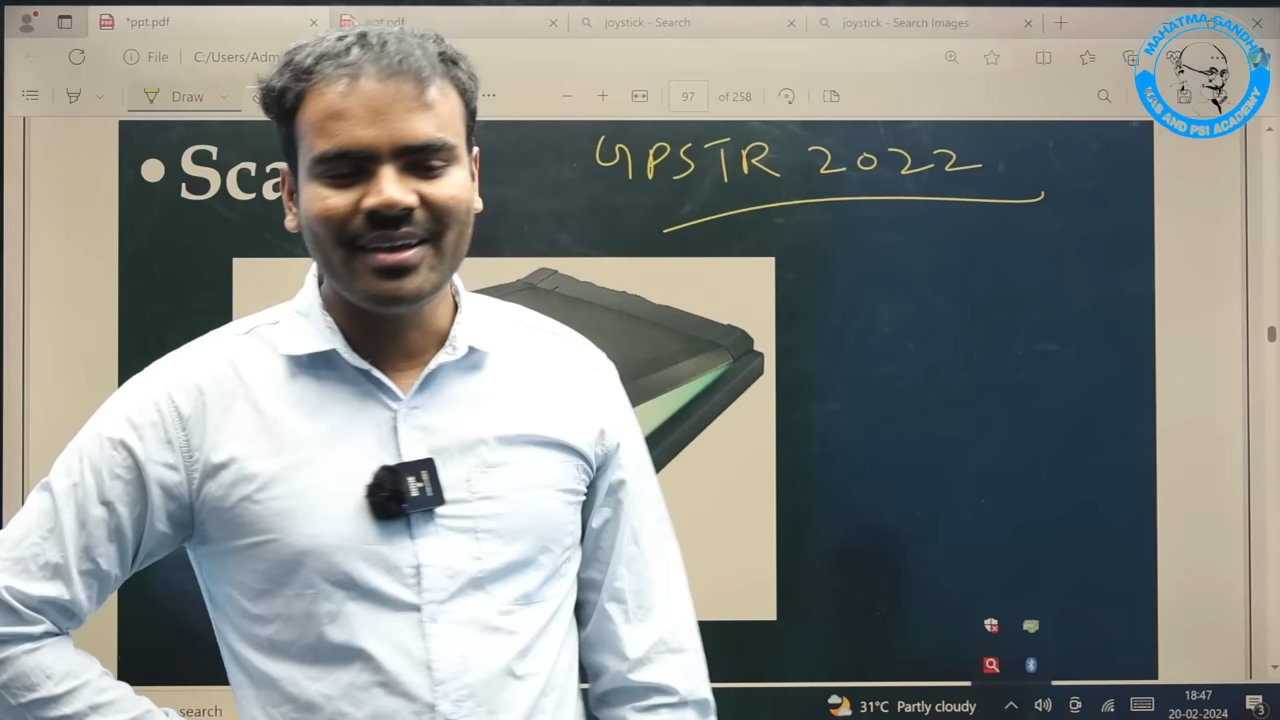 *ppt.pdf
joystick - Search
joystick - Search Images
File
C:/Users/Adm
Draw
97 of 258
MAHATMA GANDHI
KAS AND PSI ACADEMY
• Sca
GPSTR 2022
search
31°C Partly cloudy
18:47
20-02-2024
3